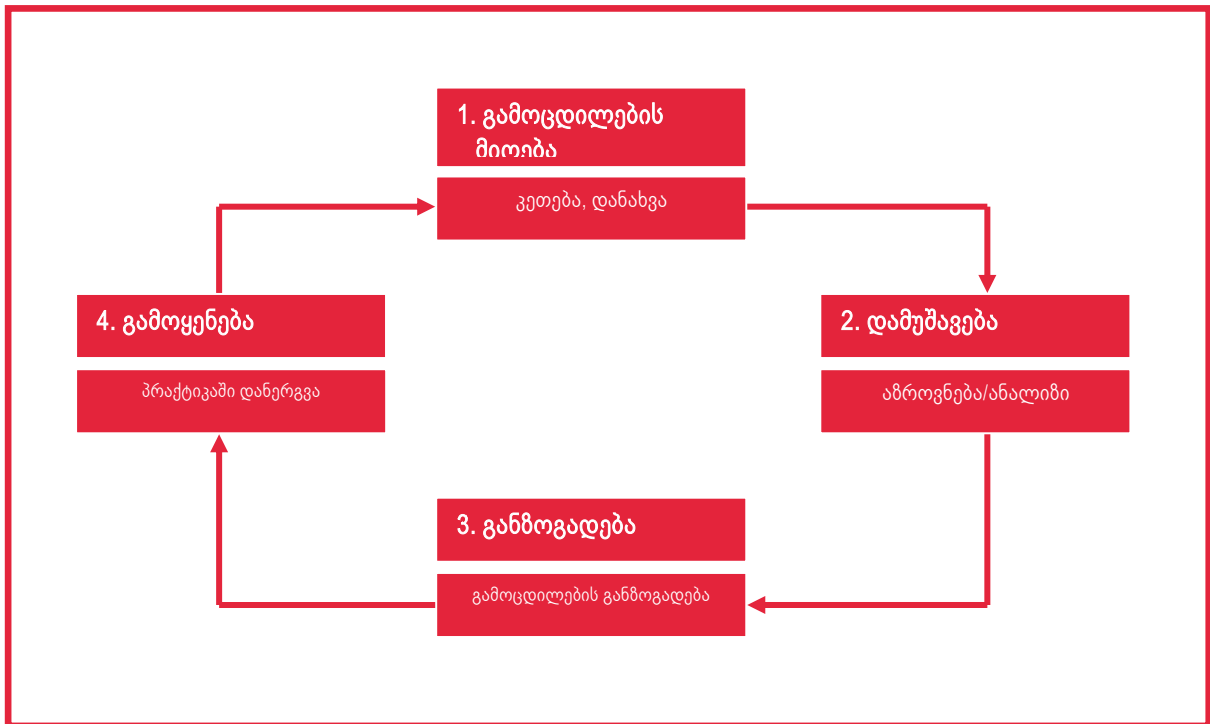 1. გამოცდილების
მიღება
კეთება, დანახვა
2. დამუშავება
აზროვნება/ანალიზი
3. განზოგადება
გამოცდილების განზოგადება
4. გამოყენება
პრაქტიკაში დანერგვა